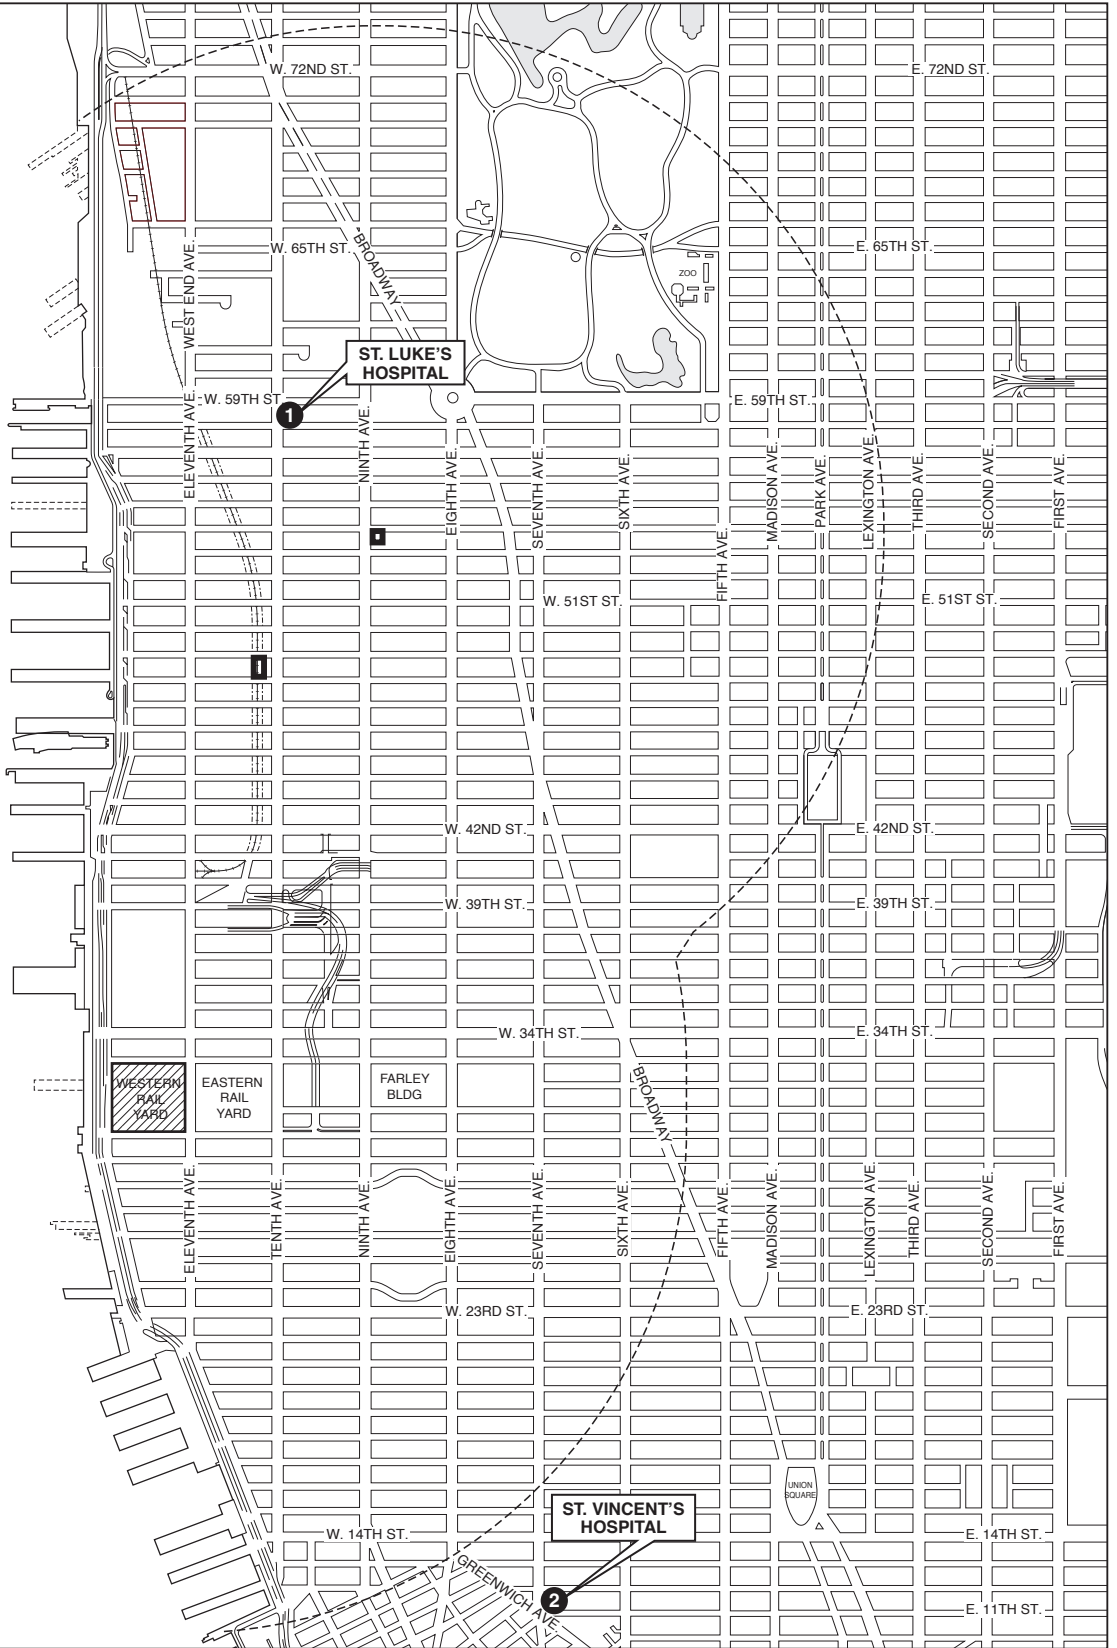 W. 72ND ST.
E. 72ND ST.
W. 65TH ST.
BROADWAY
E. 65TH ST.
WEST END AVE.
ZOO
ST. LUKE'S
HOSPITAL
W. 59TH ST.
1
E. 59TH ST.
ELEVENTH AVE.
NINTH AVE.
EIGHTH AVE.
SEVENTH AVE.
SIXTH AVE.
FIFTH AVE.
MADISON AVE.
PARK AVE.
LEXINGTON AVE.
THIRD AVE.
SECOND AVE.
FIRST AVE.
W. 51ST ST.
E. 51ST ST.
W. 42ND ST.
E. 42ND ST.
W. 39TH ST.
E. 39TH ST.
W. 34TH ST.
E. 34TH ST.
WESTERN
RAIL
YARD
EASTERN
RAIL
YARD
FARLEY
BLDG
BROADWAY
ELEVENTH AVE.
TENTH AVE.
NINTH AVE.
EIGHTH AVE.
SEVENTH AVE.
SIXTH AVE.
FIFTH AVE.
MADISON AVE.
LEXINGTON AVE.
THIRD AVE.
SECOND AVE.
FIRST AVE.
W. 23RD ST.
E. 23RD ST.
UNION
SQUARE
ST. VINCENT'S
HOSPITAL
W. 14TH ST.
E. 14TH ST.
GREENWICH AVE
2
E. 11TH ST.